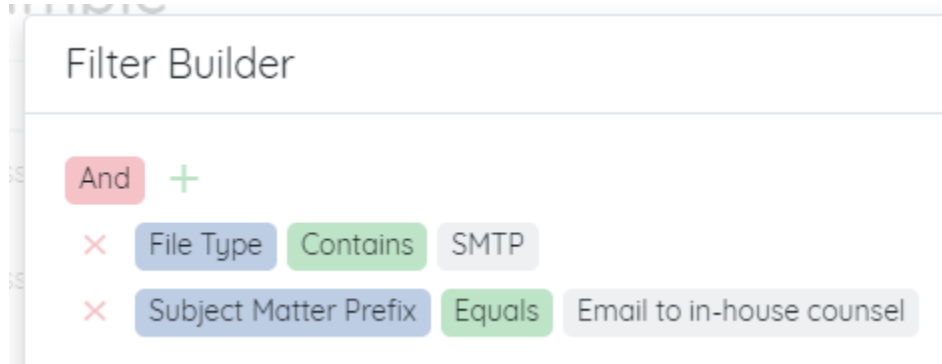 Filter Builder
And +
× File Type Contains SMTP
× Subject Matter Prefix Equals Email to in-house counsel